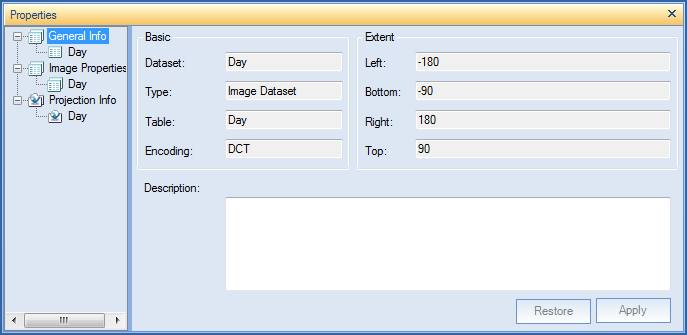 Properties
General Info
Day
Image Properties
Day
Projection Info
Day
Basic
Dataset: Day
Type: Image Dataset
Table: Day
Encoding: DCT
Extent
Left: -180
Bottom: -90
Right: 180
Top: 90
Description:
Restore Apply